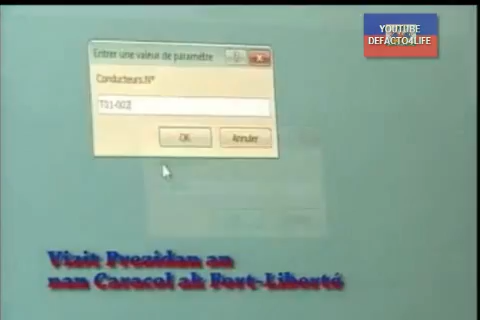 YOUTUBE
DEFACTO4LIFE
Entrer une valeur de paramètre
Conducteurs.N°
T11-002
OK
Annuler
Vizit Prezidan an
nan Caracol ak Fort-Liberté